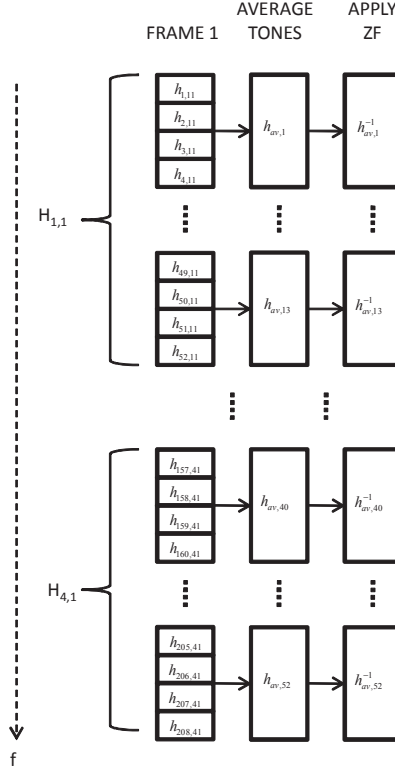 FRAME 1
AVERAGE
TONES
APPLY
ZF
h1,11
h2,11
h3,11
h4,11
hav,1
h⁻¹av,1
H1,1
h49,11
h50,11
h51,11
h52,11
hav,13
h⁻¹av,13
h157,41
h158,41
h159,41
h160,41
hav,40
h⁻¹av,40
H4,1
h205,41
h206,41
h207,41
h208,41
hav,52
h⁻¹av,52
f